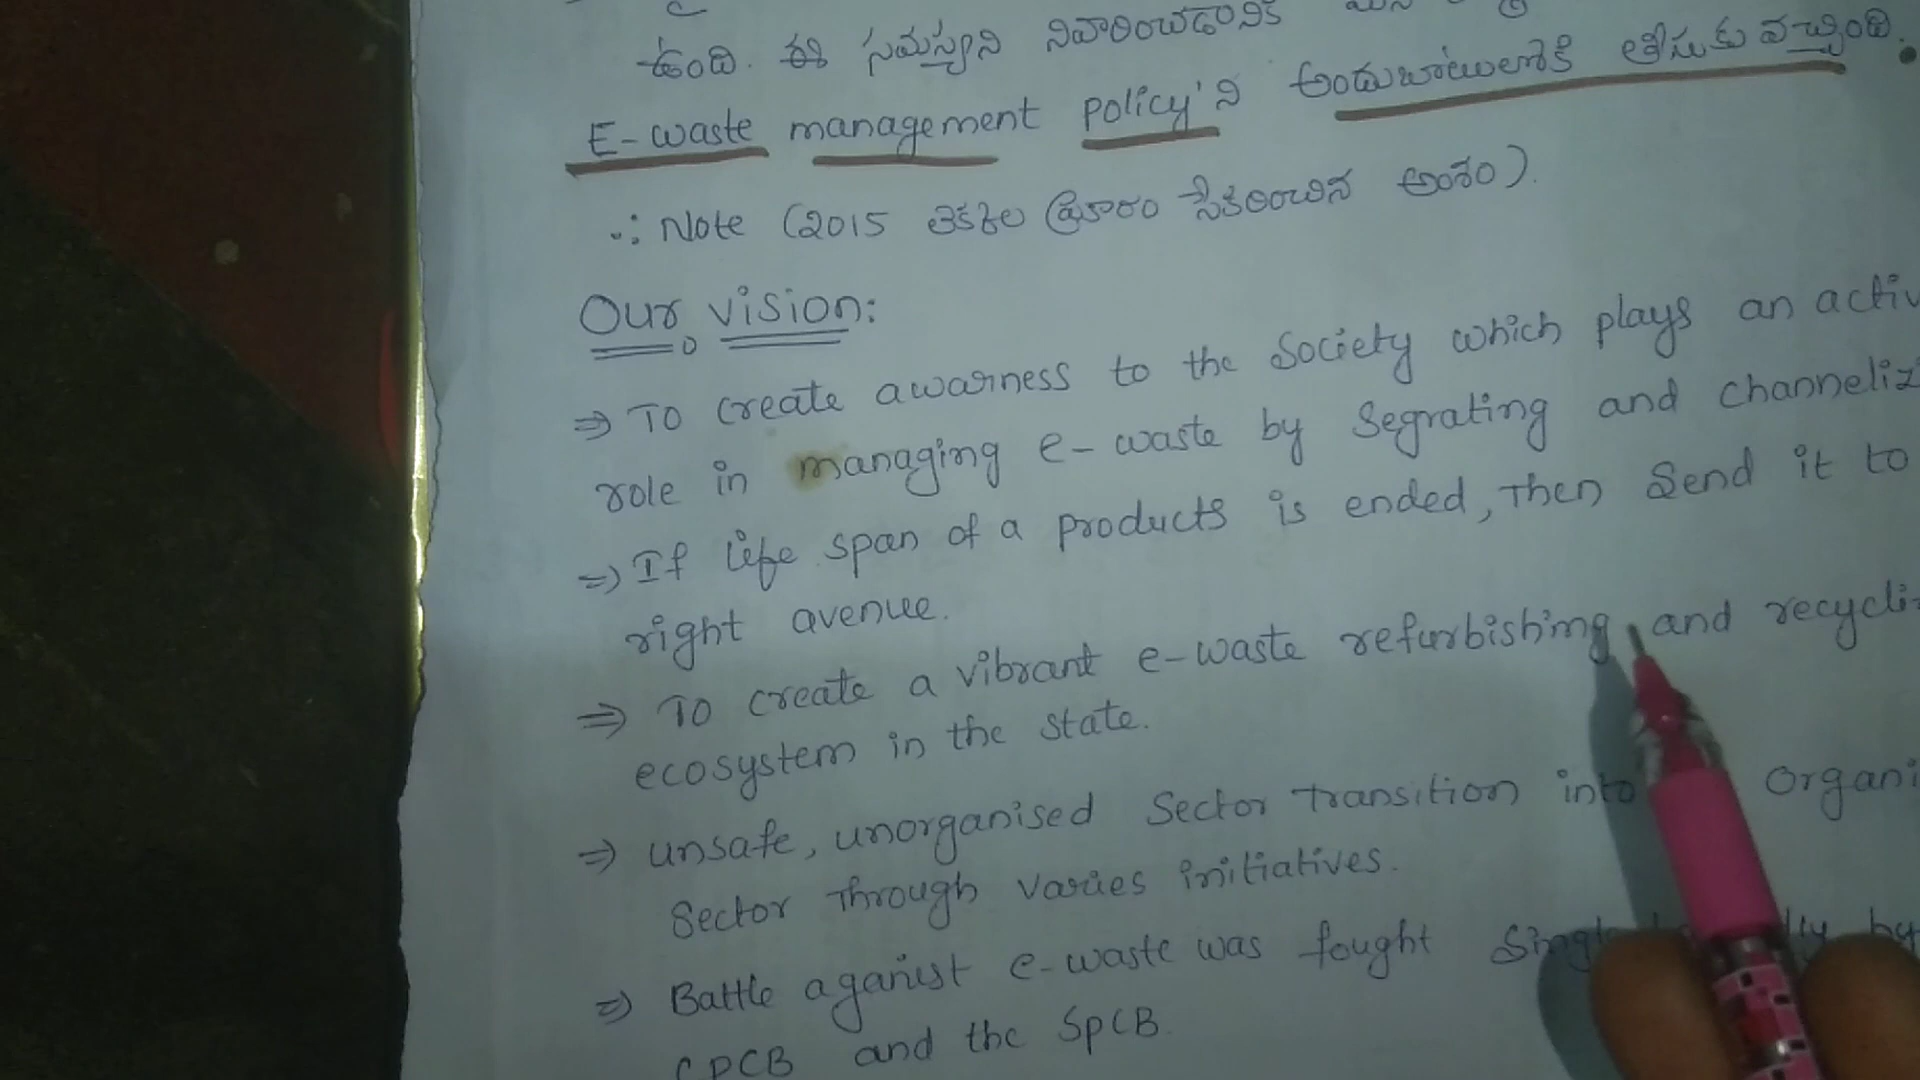 ఉంది. ఈ సమస్యని నివారించడానికి
E-waste management policy'ని అందుబాటులోకి తీసుకు వచ్చింది.
∴ Note (2015 లెక్కల ప్రకారం సేకరించిన అంశం).
Our vision:
⇒ To create awarness to the Society which plays an activ
role in managing e-waste by Segrating and channeliz
⇒ If life span of a products is ended, Then Send it to
right avenue.
⇒ To create a vibrant e-waste refurbishing and recycli
ecosystem in the state.
⇒ unsafe, unorganised Sector transition into organi
Sector Through varies initiatives.
⇒ Battle aganist e-waste was fought by
CPCB and the SPCB